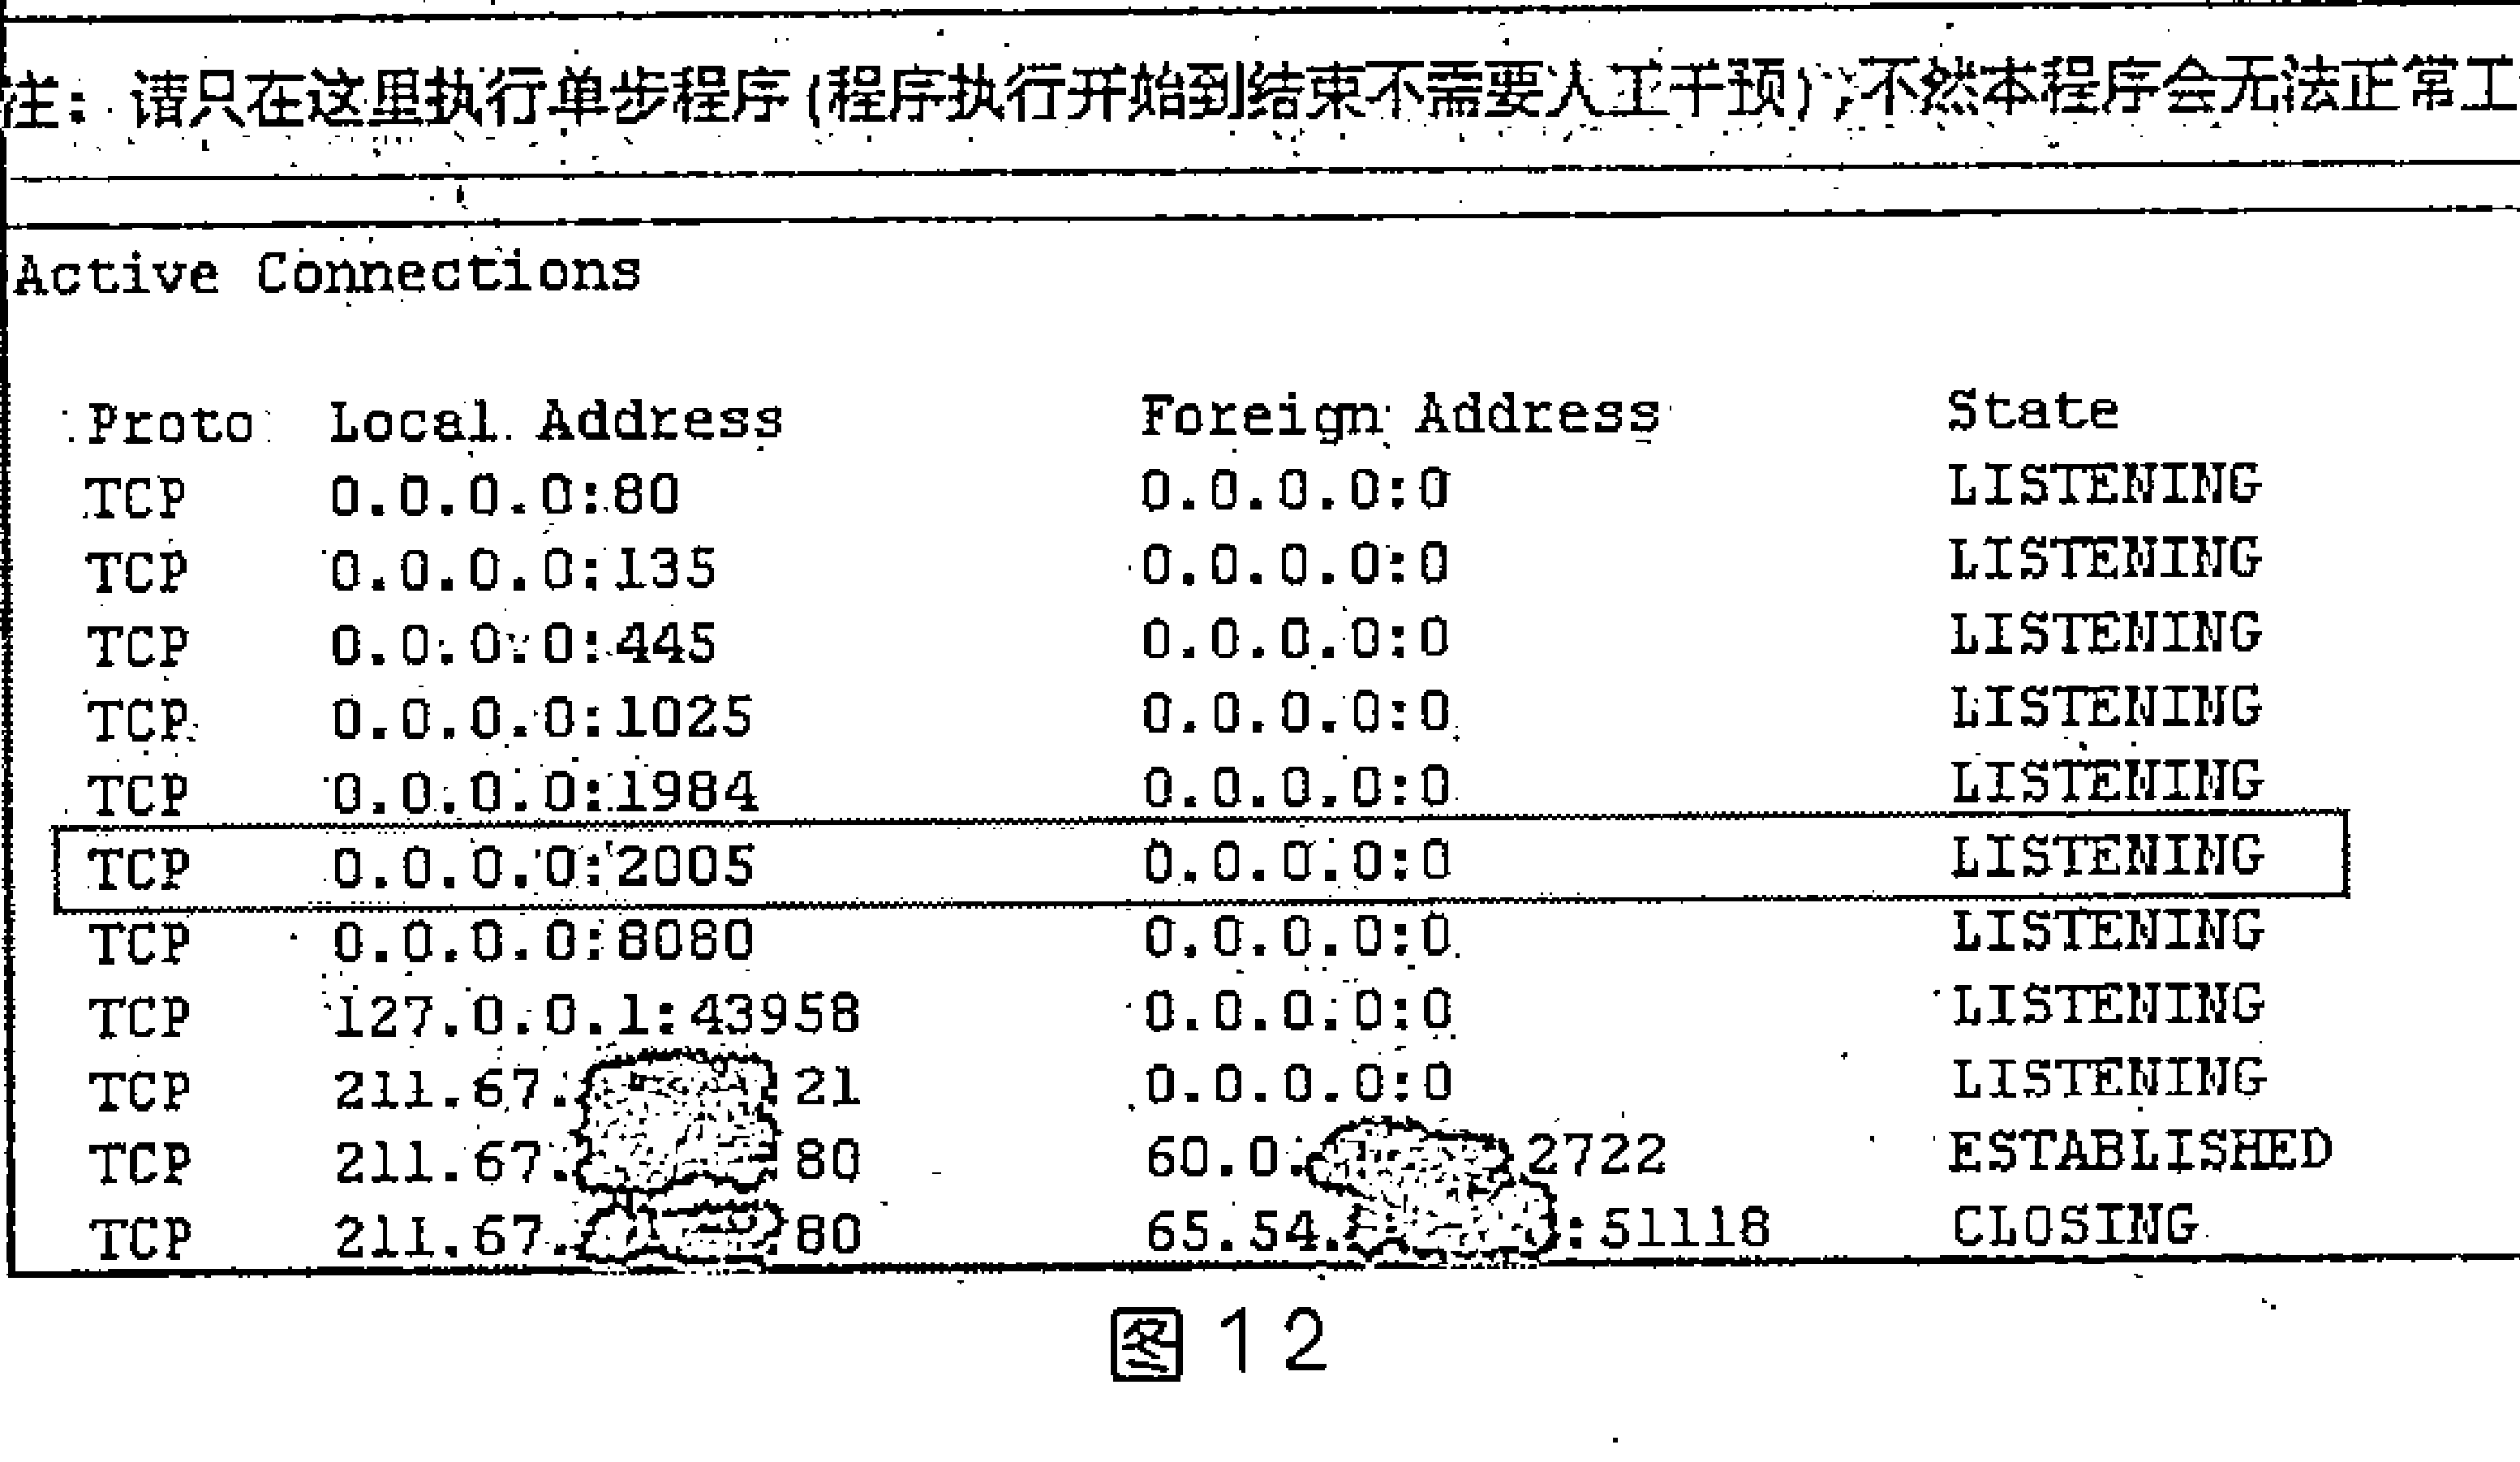 注：请只在这里执行单步程序(程序执行开始到结束不需要人工干预),不然本程序会无法正常工
Active Connections
Proto Local Address Foreign Address State
TCP 0.0.0.0:80 0.0.0.0:0 LISTENING
TCP 0.0.0.0:135 0.0.0.0:0 LISTENING
TCP 0.0.0.0:445 0.0.0.0:0 LISTENING
TCP 0.0.0.0:1025 0.0.0.0:0 LISTENING
TCP 0.0.0.0:1984 0.0.0.0:0 LISTENING
TCP 0.0.0.0:2005 0.0.0.0:0 LISTENING
TCP 0.0.0.0:8080 0.0.0.0:0 LISTENING
TCP 127.0.0.1:43958 0.0.0.0:0 LISTENING
TCP 211.67. 21 0.0.0.0:0 LISTENING
TCP 211.67. 80 60.0. 2722 ESTABLISHED
TCP 211.67. 80 65.54. :51118 CLOSING
图12